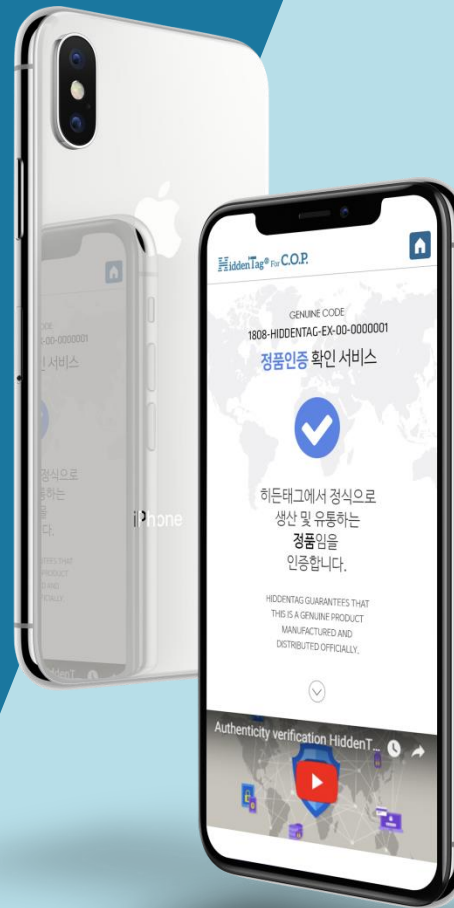 HiddenTag® For C.O.P.
GENUINE CODE
1808-HIDDENTAG-EX-00-0000001
정품인증 확인 서비스
히든태그에서 정식으로
생산 및 유통하는
정품임을
인증합니다.
HIDDENTAG GUARANTEES THAT
THIS IS A GENUINE PRODUCT
MANUFACTURED AND
DISTRIBUTED OFFICIALLY.
Authenticity verification HiddenT...
iPhone